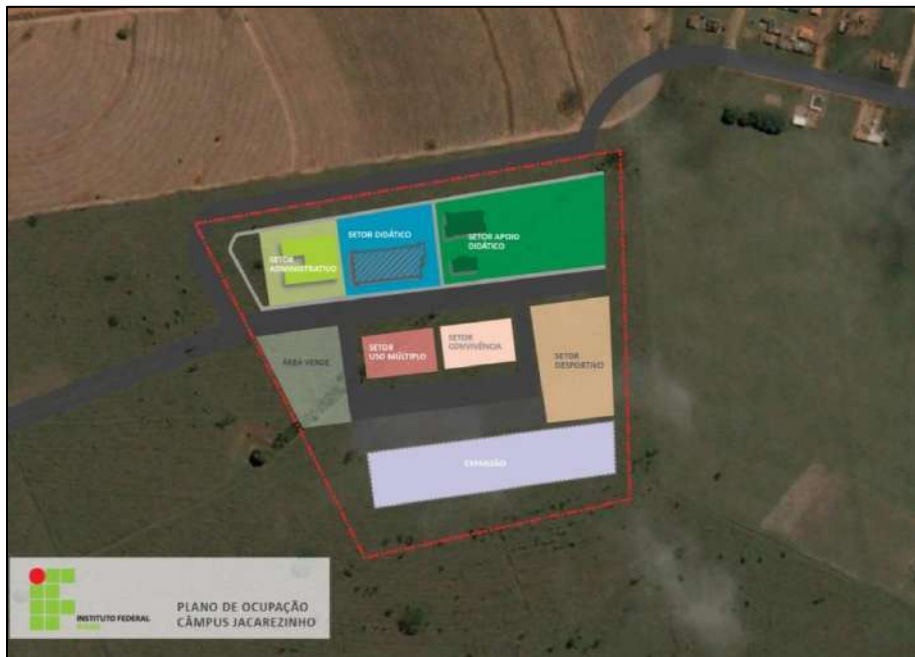 SETOR DIDÁTICO
SETOR APOIO
DIDÁTICO
SETOR
ADMINISTRATIVO
SETOR
USO MÚLTIPLO
SETOR
CONVIVÊNCIA
ÁREA VERDE
SETOR
DESPORTIVO
EXPANSÃO
INSTITUTO FEDERAL
PARANÁ
PLANO DE OCUPAÇÃO
CÂMPUS JACAREZINHO